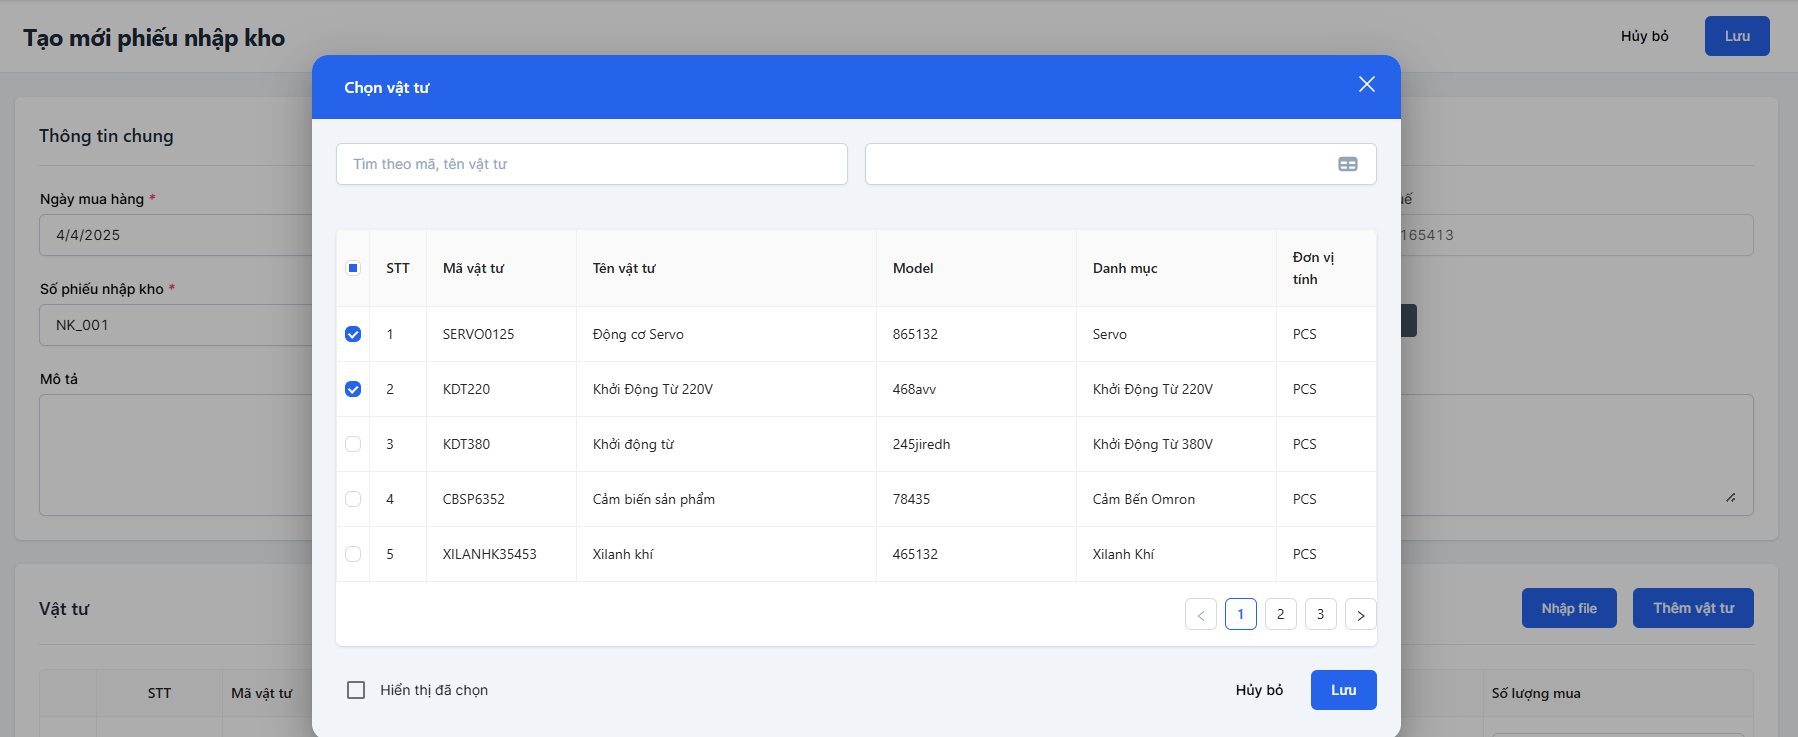 Tạo mới phiếu nhập kho
Hủy bỏ
Lưu
Chọn vật tư
Thông tin chung
Tìm theo mã, tên vật tư
Ngày mua hàng *
4/4/2025
165413
Số phiếu nhập kho *
NK_001
Mô tả
STT Mã vật tư Tên vật tư Model Danh mục Đơn vị
tính
1 SERVO0125 Động cơ Servo 865132 Servo PCS
2 KDT220 Khởi Động Từ 220V 468avv Khởi Động Từ 220V PCS
3 KDT380 Khởi động từ 245jiredh Khởi Động Từ 380V PCS
4 CBSP6352 Cảm biến sản phẩm 78435 Cảm Bến Omron PCS
5 XILANHK35453 Xilanh khí 465132 Xilanh Khí PCS
< 1 2 3 >
Hiển thị đã chọn
Hủy bỏ
Lưu
Vật tư
Nhập file
Thêm vật tư
STT Mã vật tư Số lượng mua